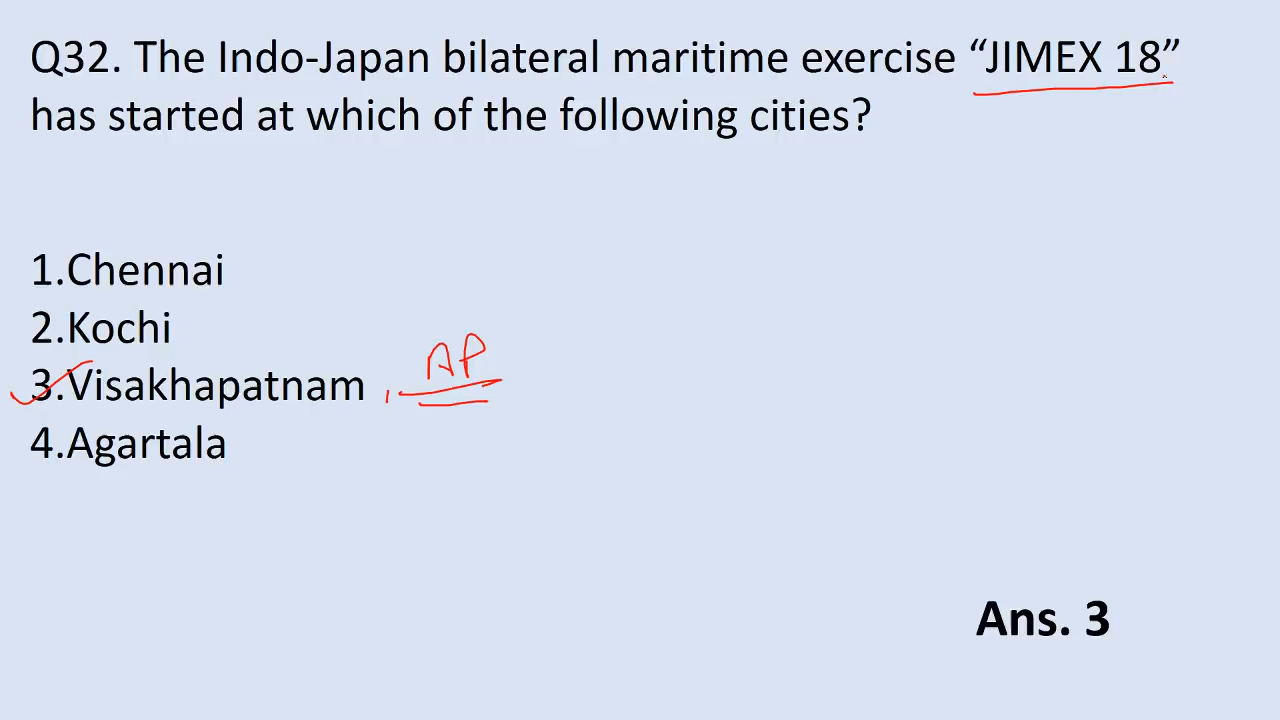 Q32. The Indo-Japan bilateral maritime exercise “JIMEX 18”
has started at which of the following cities?
1.Chennai
2.Kochi
3.Visakhapatnam , AP
4.Agartala
Ans. 3